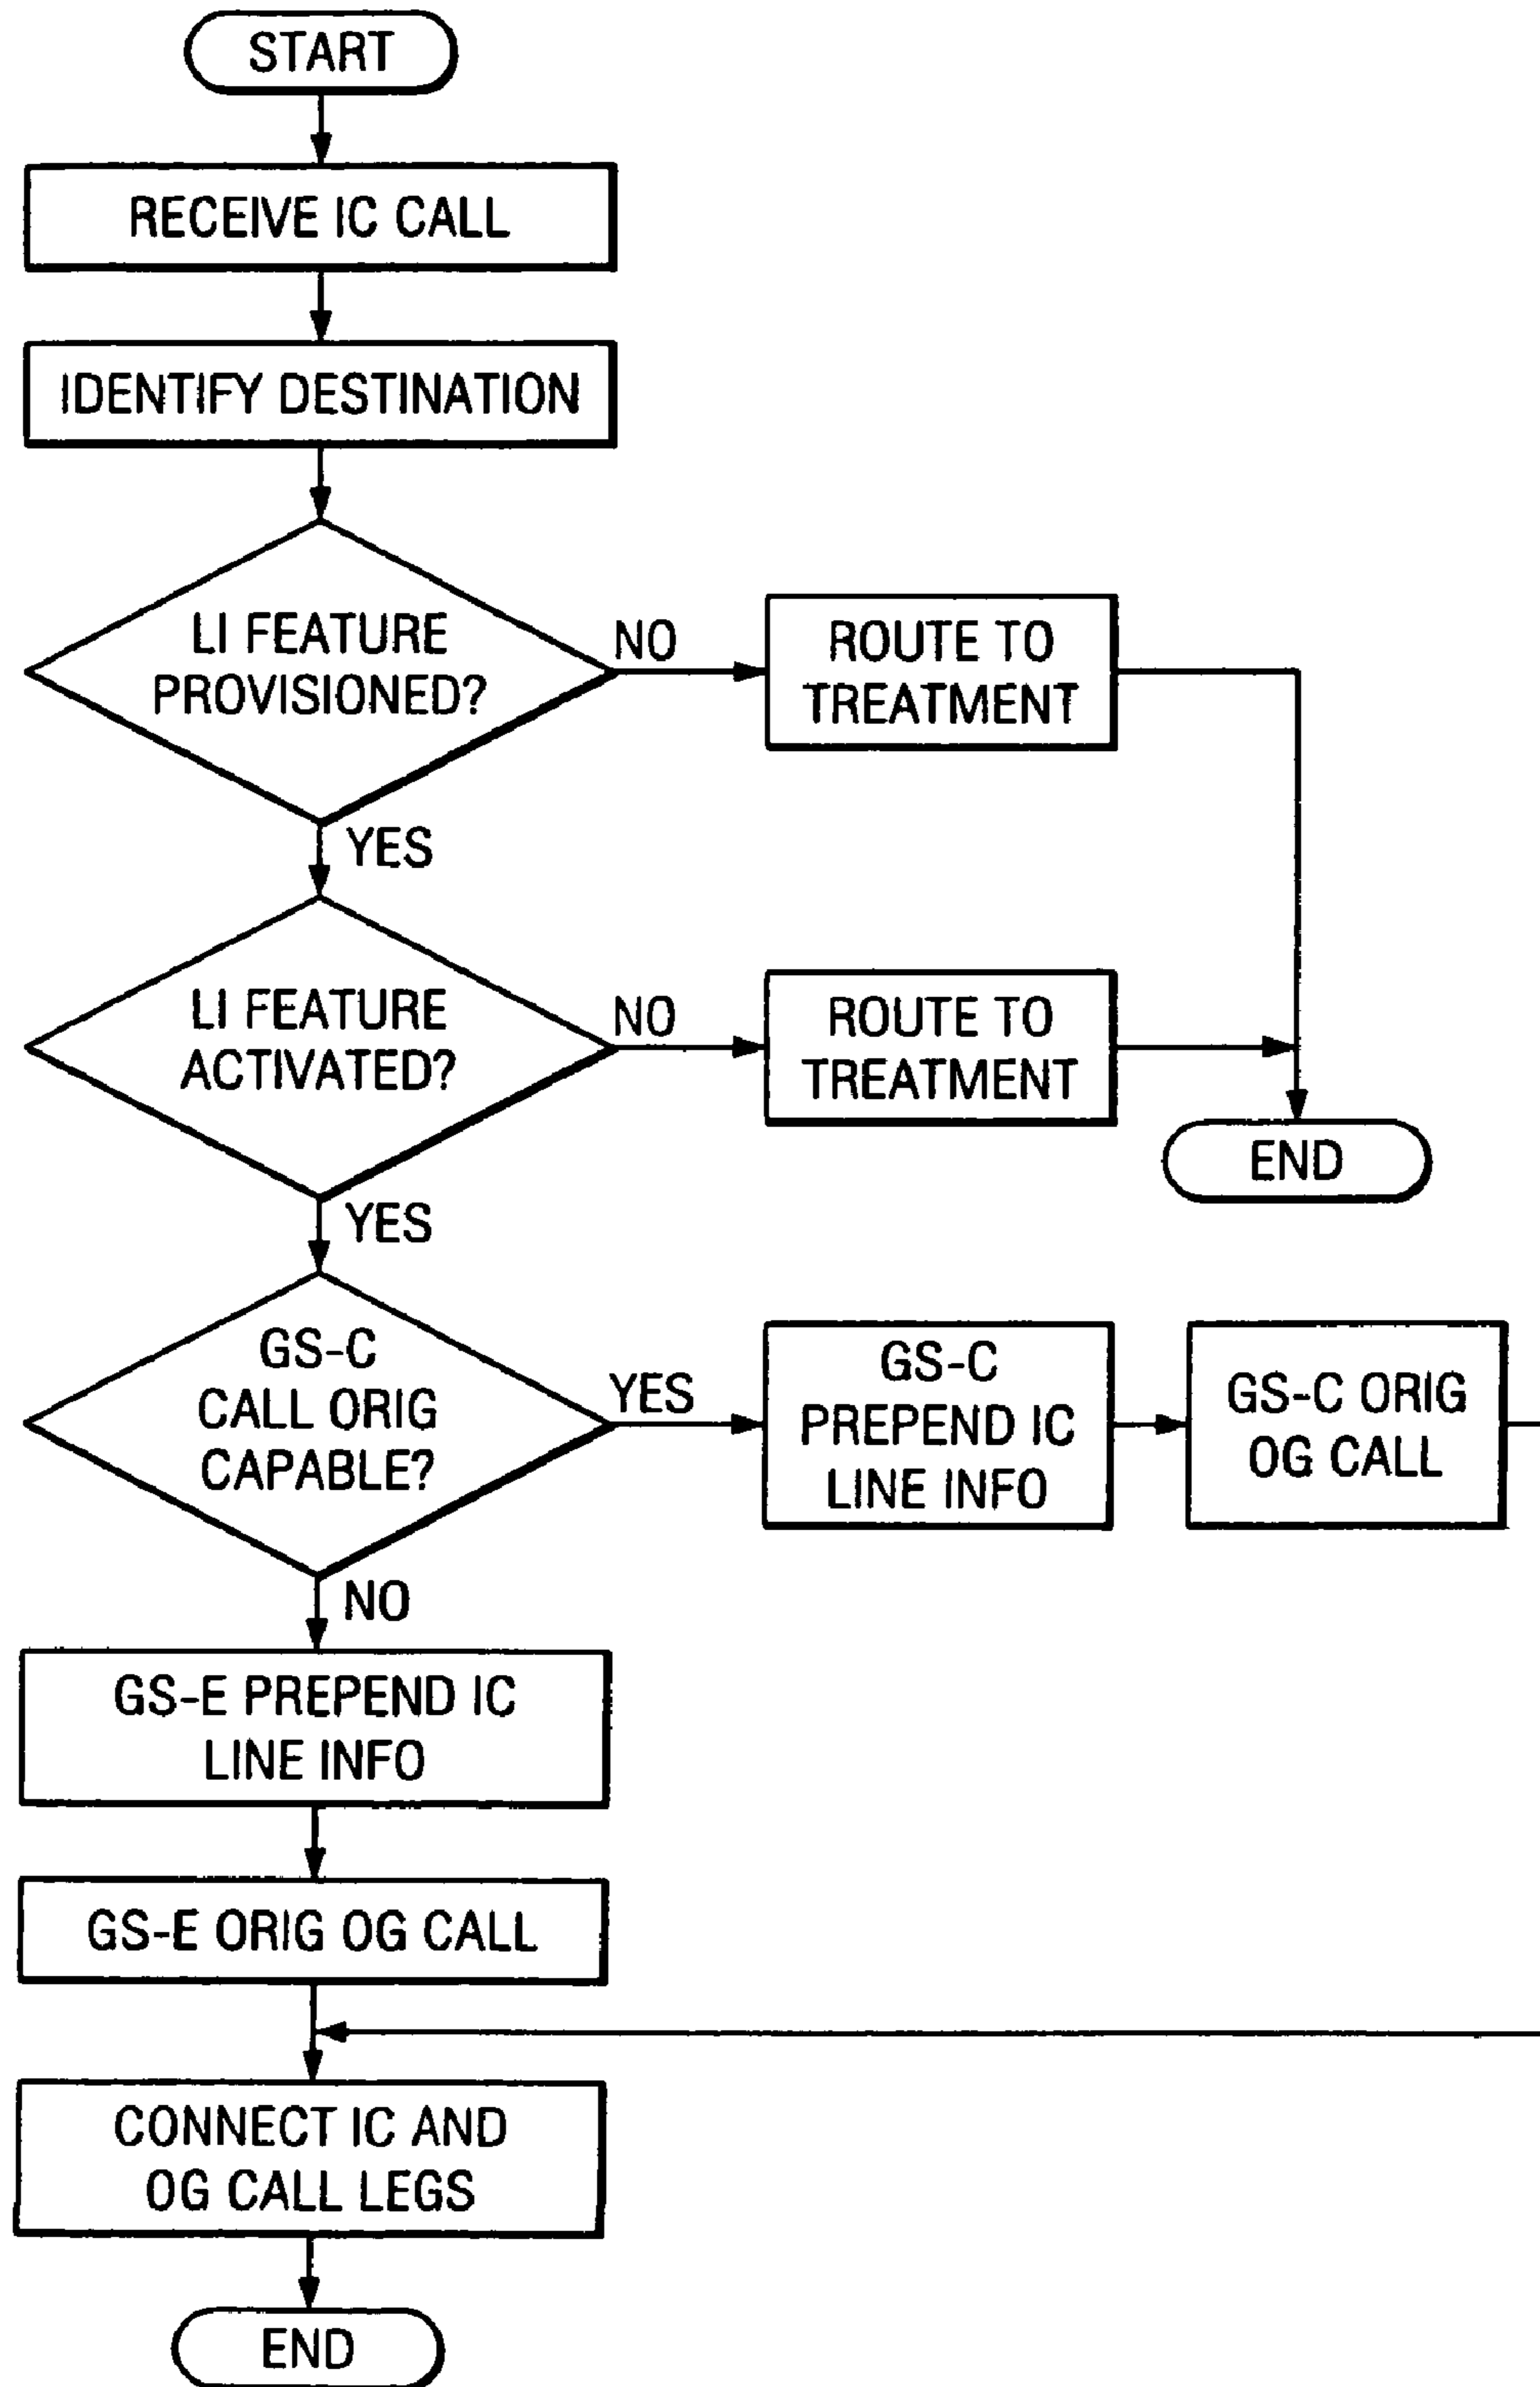 START
RECEIVE IC CALL
IDENTIFY DESTINATION
LI FEATURE
PROVISIONED?
NO
ROUTE TO
TREATMENT
YES
LI FEATURE
ACTIVATED?
NO
ROUTE TO
TREATMENT
END
YES
GS-C
CALL ORIG
CAPABLE?
YES
GS-C
PREPEND IC
LINE INFO
GS-C ORIG
OG CALL
NO
GS-E PREPEND IC
LINE INFO
GS-E ORIG OG CALL
CONNECT IC AND
OG CALL LEGS
END